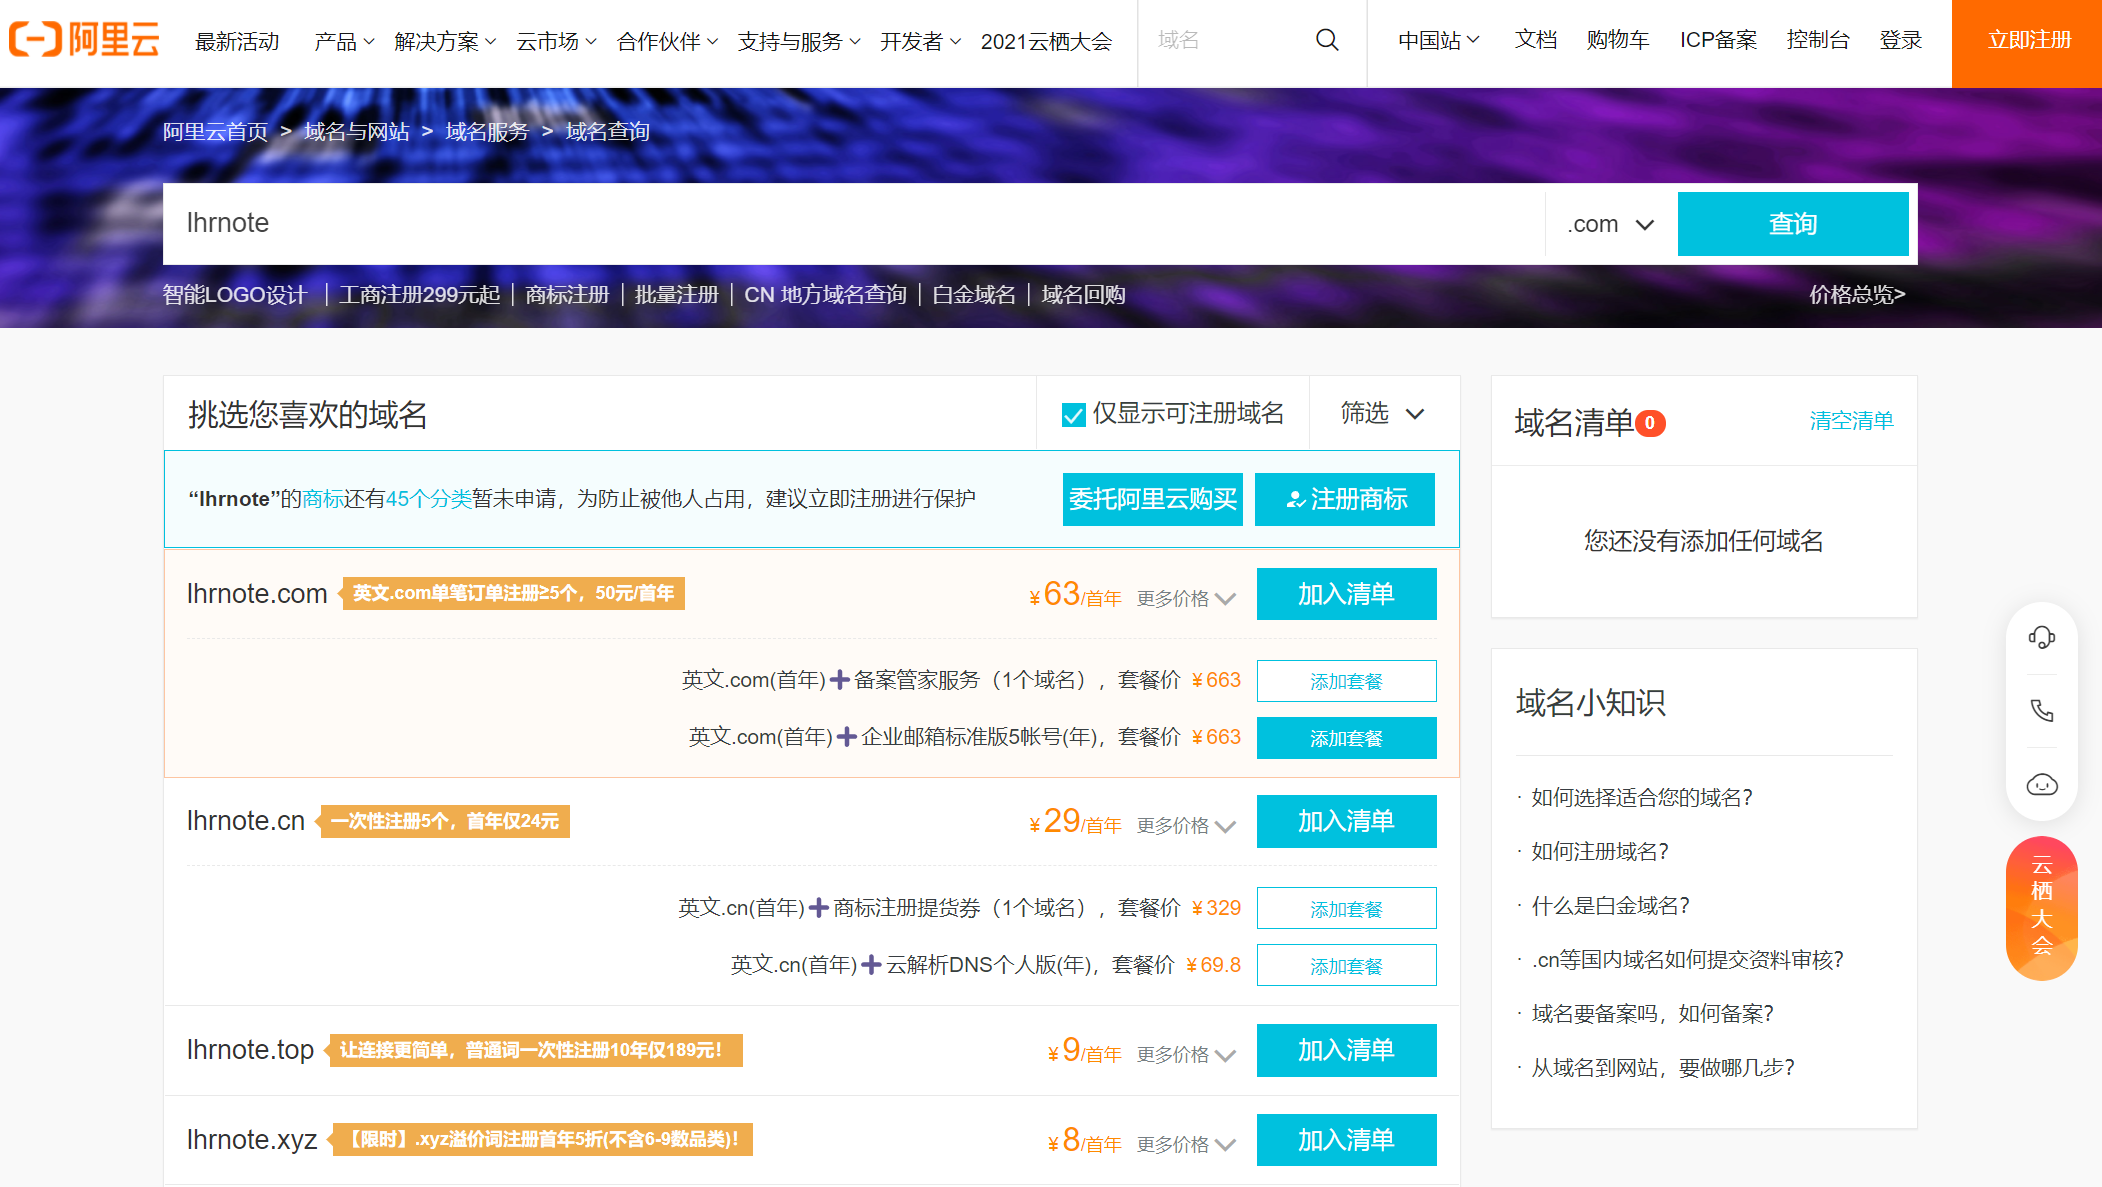 阿里云 最新活动 产品 解决方案 云市场 合作伙伴 支持与服务 开发者 2021云栖大会 域名 中国站 文档 购物车 ICP备案 控制台 登录 立即注册
阿里云首页 > 域名与网站 > 域名服务 > 域名查询
lhrnote .com 查询
智能LOGO设计 | 工商注册299元起 | 商标注册 | 批量注册 | CN 地方域名查询 | 白金域名 | 域名回购 价格总览>
挑选您喜欢的域名 仅显示可注册域名 筛选
“lhrnote”的商标还有45个分类暂未申请，为防止被他人占用，建议立即注册进行保护 委托阿里云购买 注册商标
lhrnote.com 英文.com单笔订单注册≥5个，50元/首年 ¥63/首年 更多价格 加入清单
英文.com(首年)+备案管家服务（1个域名），套餐价 ¥663 添加套餐
英文.com(首年)+企业邮箱标准版5帐号(年)，套餐价 ¥663 添加套餐
lhrnote.cn 一次性注册5个，首年仅24元 ¥29/首年 更多价格 加入清单
英文.cn(首年)+商标注册提货券（1个域名），套餐价 ¥329 添加套餐
英文.cn(首年)+云解析DNS个人版(年)，套餐价 ¥69.8 添加套餐
lhrnote.top 让连接更简单，普通词一次性注册10年仅189元！ ¥9/首年 更多价格 加入清单
lhrnote.xyz 【限时】.xyz溢价词注册首年5折(不含6-9数品类)！ ¥8/首年 更多价格 加入清单
域名清单 0 清空清单
您还没有添加任何域名
域名小知识
· 如何选择适合您的域名？
· 如何注册域名？
· 什么是白金域名？
· .cn等国内域名如何提交资料审核？
· 域名要备案吗，如何备案？
· 从域名到网站，要做哪几步？
云栖大会